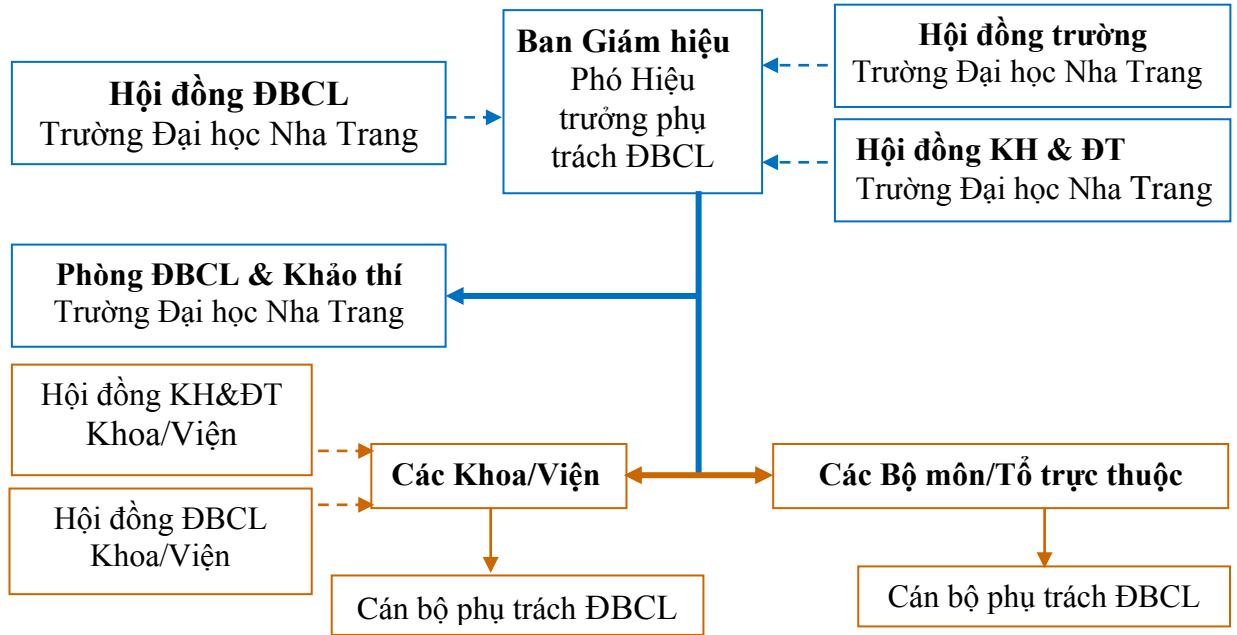 Ban Giám hiệu
Phó Hiệu
trưởng phụ
trách ĐBCL
Hội đồng trường
Trường Đại học Nha Trang
Hội đồng ĐBCL
Trường Đại học Nha Trang
Hội đồng KH & ĐT
Trường Đại học Nha Trang
Phòng ĐBCL & Khảo thí
Trường Đại học Nha Trang
Hội đồng KH&ĐT
Khoa/Viện
Các Khoa/Viện
Các Bộ môn/Tổ trực thuộc
Hội đồng ĐBCL
Khoa/Viện
Cán bộ phụ trách ĐBCL
Cán bộ phụ trách ĐBCL